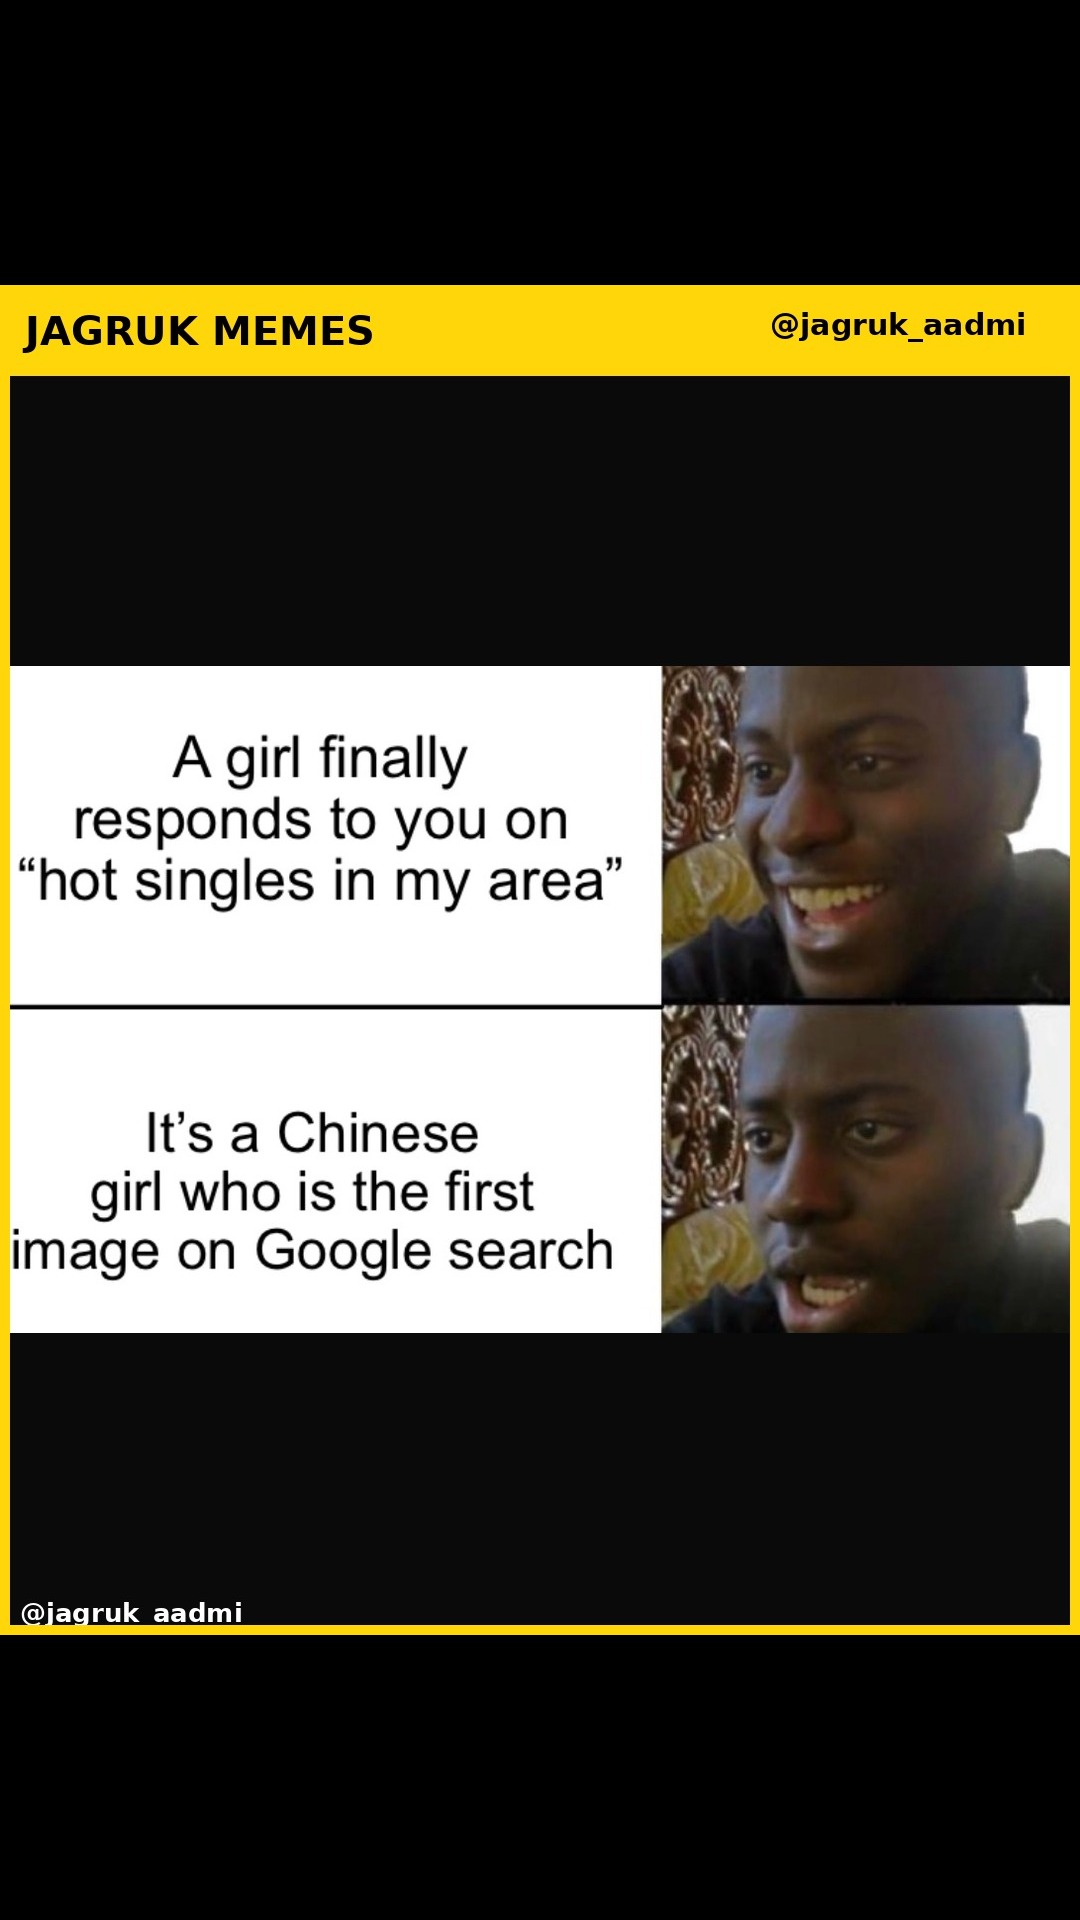 JAGRUK MEMES
@jagruk_aadmi
A girl finally
responds to you on
“hot singles in my area”
It’s a Chinese
girl who is the first
image on Google search
@jagruk_aadmi